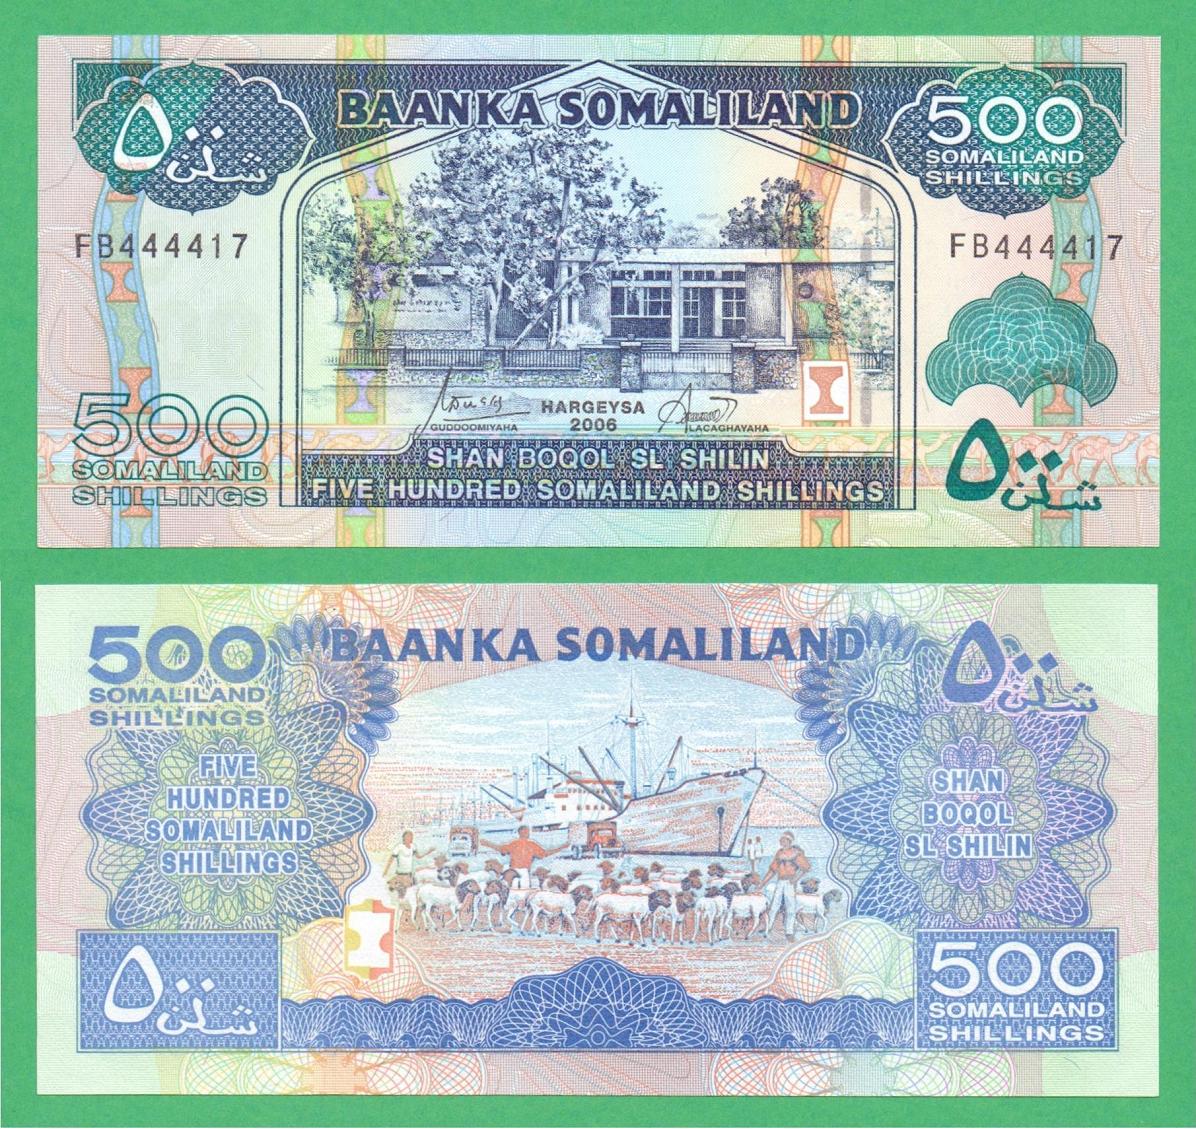 BAANKA SOMALILAND
٥٠٠
شلن
500
SOMALILAND
SHILLINGS
FB444417
FB444417
HARGEYSA
2006
GUDDOOMIYAHA
LACAGHAYAHA
500
SOMALILAND
SHILLINGS
٥٠٠
شلن
SHAN BOQOL SL SHILIN
FIVE HUNDRED SOMALILAND SHILLINGS
BAANKA SOMALILAND
500
SOMALILAND
SHILLINGS
٥٠٠
شلن
FIVE
HUNDRED
SOMALILAND
SHILLINGS
SHAN
BOQOL
SL SHILIN
٥٠٠
شلن
500
SOMALILAND
SHILLINGS